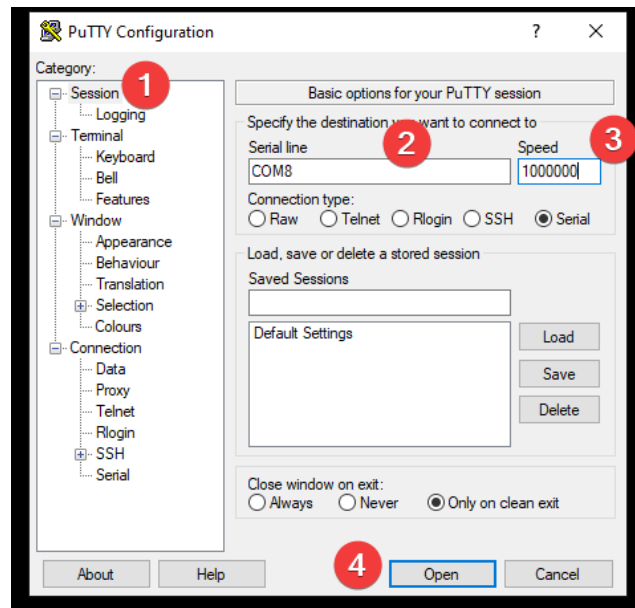 PuTTY Configuration
?
Category:
1
Session
Logging
Terminal
Keyboard
Bell
Features
Window
Appearance
Behaviour
Translation
Selection
Colours
Connection
Data
Proxy
Telnet
Rlogin
SSH
Serial
Basic options for your PuTTY session
Specify the destination you want to connect to
2
3
Serial line
Speed
COM8
1000000
Connection type:
Raw Telnet Rlogin SSH Serial
Load, save or delete a stored session
Saved Sessions
Default Settings
Load
Save
Delete
Close window on exit:
Always Never Only on clean exit
About
Help
4
Open
Cancel